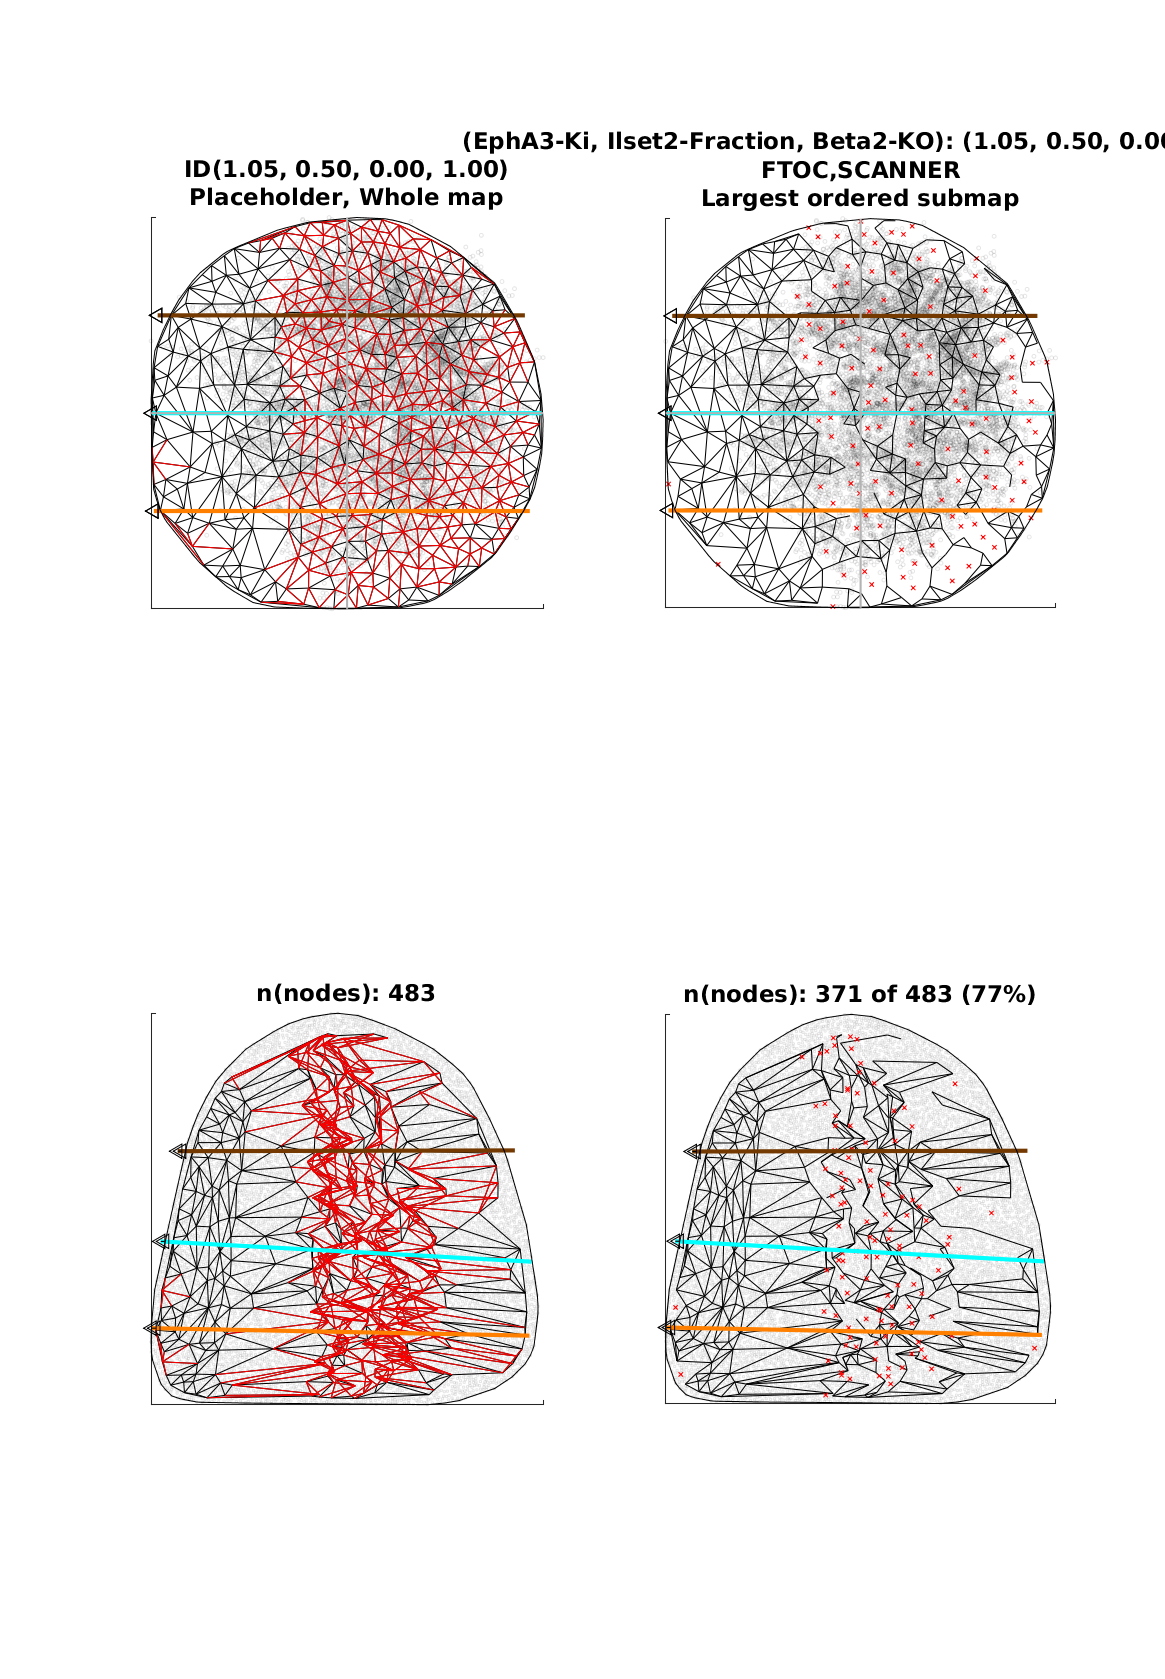 (EphA3-Ki, Ilset2-Fraction, Beta2-KO): (1.05, 0.50, 0.00
ID(1.05, 0.50, 0.00, 1.00)
Placeholder, Whole map
FTOC,SCANNER
Largest ordered submap
n(nodes): 483
n(nodes): 371 of 483 (77%)